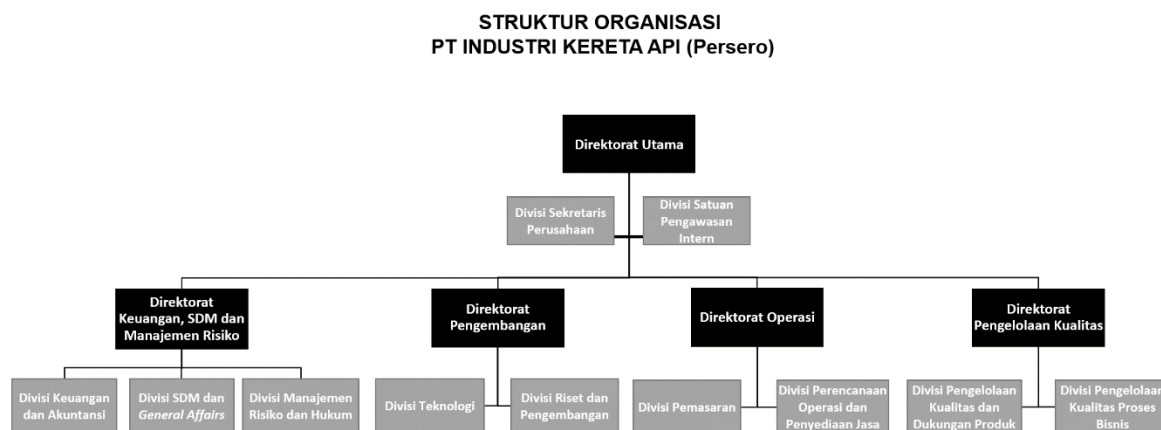 STRUKTUR ORGANISASI
PT INDUSTRI KERETA API (Persero)
Direktorat Utama
Divisi Sekretaris
Perusahaan
Divisi Satuan
Pengawasan
Intern
Direktorat
Keuangan, SDM dan
Manajemen Risiko
Direktorat
Pengembangan
Direktorat Operasi
Direktorat
Pengelolaan Kualitas
Divisi Keuangan
dan Akuntansi
Divisi SDM dan
General Affairs
Divisi Manajemen
Risiko dan Hukum
Divisi Teknologi
Divisi Riset dan
Pengembangan
Divisi Pemasaran
Divisi Perencanaan
Operasi dan
Penyediaan Jasa
Divisi Pengelolaan
Kualitas dan
Dukungan Produk
Divisi Pengelolaan
Kualitas Proses
Bisnis